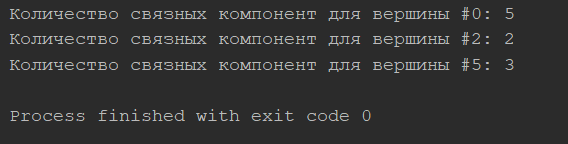 Количество связных компонент для вершины #0: 5
Количество связных компонент для вершины #2: 2
Количество связных компонент для вершины #5: 3
Process finished with exit code 0